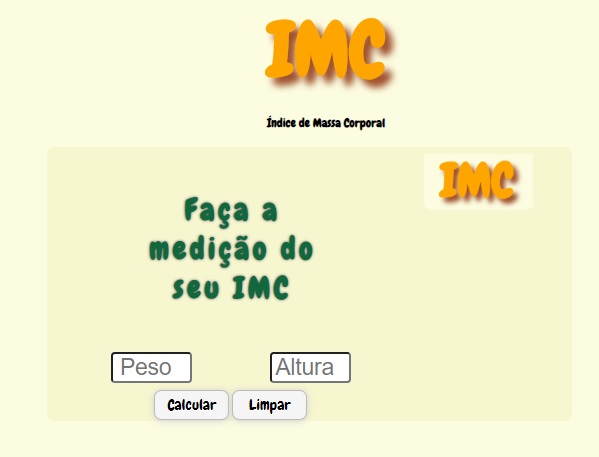 IMC
Índice de Massa Corporal
IMC
Faça a
medição do
seu IMC
Peso
Altura
Calcular
Limpar